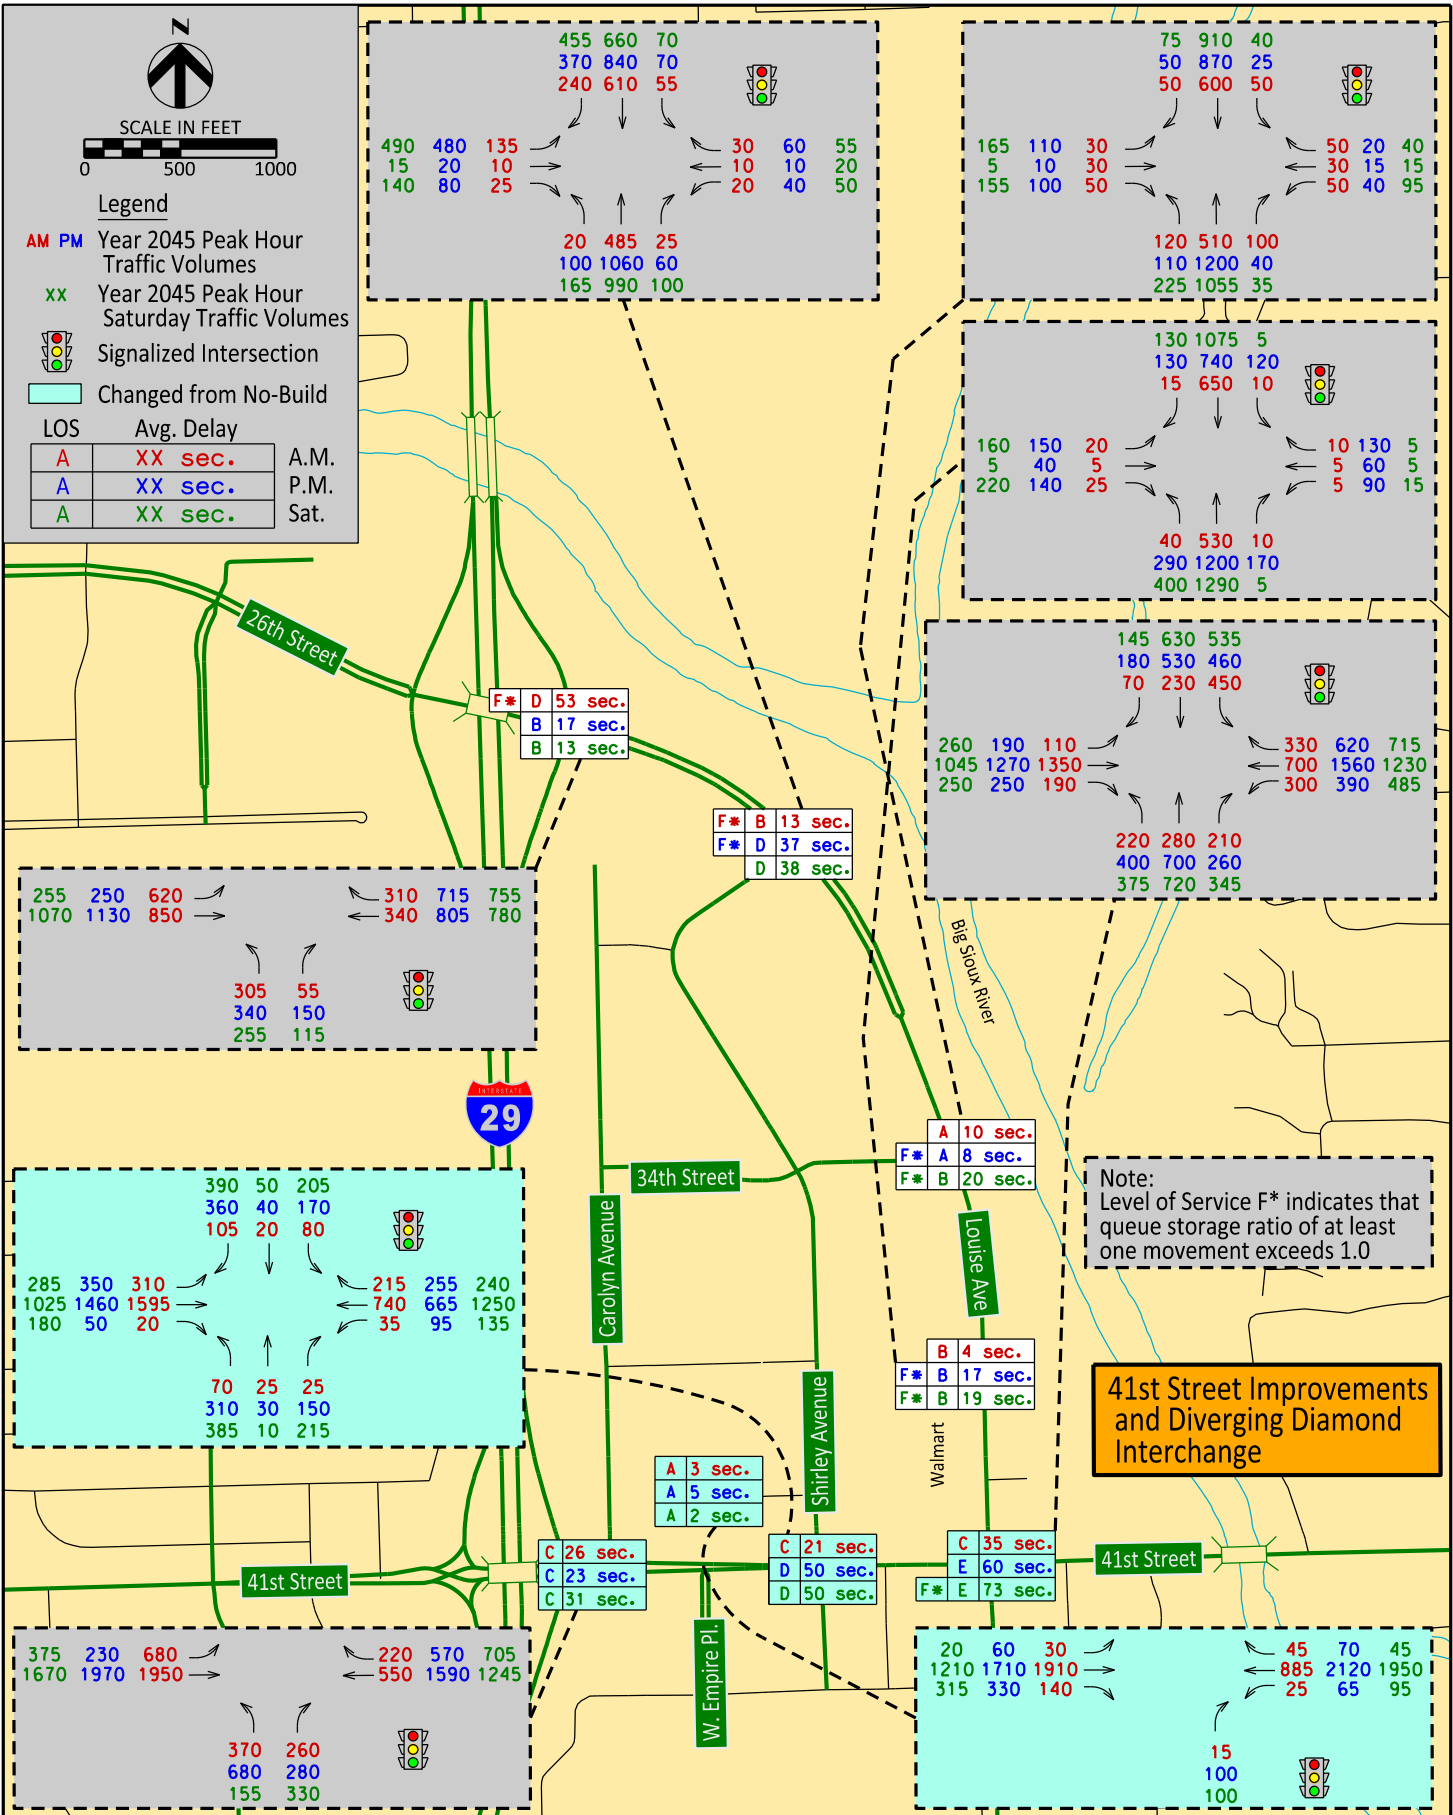 N
SCALE IN FEET
0 500 1000
Legend
AM PM Year 2045 Peak Hour
Traffic Volumes
XX Year 2045 Peak Hour
Saturday Traffic Volumes
Signalized Intersection
Changed from No-Build
LOS Avg. Delay
A XX sec. A.M.
A XX sec. P.M.
A XX sec. Sat.
455 660 70
370 840 70
240 610 55
490 480 135
15 20 10
140 80 25
30 60 55
10 10 20
20 40 50
20 485 25
100 1060 60
165 990 100
75 910 40
50 870 25
50 600 50
165 110 30
5 10 30
155 100 50
50 20 40
30 15 15
50 40 95
120 510 100
110 1200 40
225 1055 35
130 1075 5
130 740 120
15 650 10
160 150 20
5 40 5
220 140 25
10 130 5
5 60 5
5 90 15
40 530 10
290 1200 170
400 1290 5
145 630 535
180 530 460
70 230 450
260 190 110
1045 1270 1350
250 250 190
330 620 715
700 1560 1230
300 390 485
220 280 210
400 700 260
375 720 345
26th Street
F* D 53 sec.
B 17 sec.
B 13 sec.
F* B 13 sec.
F* D 37 sec.
D 38 sec.
255 250 620
1070 1130 850
310 715 755
340 805 780
305 55
340 150
255 115
Big Sioux River
INTERSTATE
29
A 10 sec.
F* A 8 sec.
F* B 20 sec.
34th Street
Carolyn Avenue
Louise Ave
Note:
Level of Service F* indicates that
queue storage ratio of at least
one movement exceeds 1.0
390 50 205
360 40 170
105 20 80
285 350 310
1025 1460 1595
180 50 20
215 255 240
740 665 1250
35 95 135
70 25 25
310 30 150
385 10 215
B 4 sec.
F* B 17 sec.
F* B 19 sec.
41st Street Improvements
and Diverging Diamond
Interchange
Shirley Avenue
Walmart
A 3 sec.
A 5 sec.
A 2 sec.
C 26 sec.
C 23 sec.
C 31 sec.
C 21 sec.
D 50 sec.
D 50 sec.
C 35 sec.
E 60 sec.
F* E 73 sec.
41st Street
41st Street
W. Empire Pl.
375 230 680
1670 1970 1950
220 570 705
550 1590 1245
370 260
680 280
155 330
20 60 30
1210 1710 1910
315 330 140
45 70 45
885 2120 1950
25 65 95
15
100
100